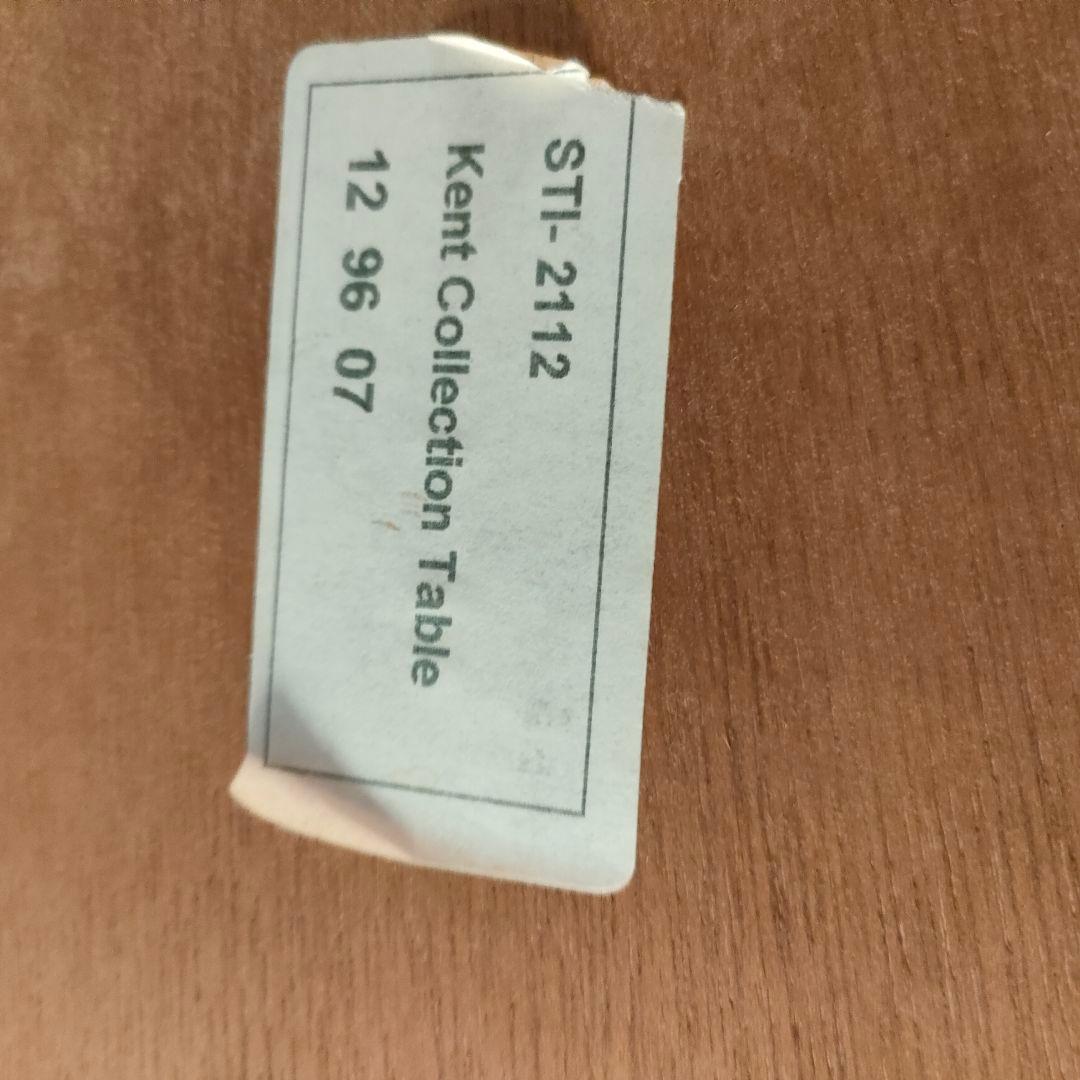 STI- 2112
Kent Collection Table
12 96 07